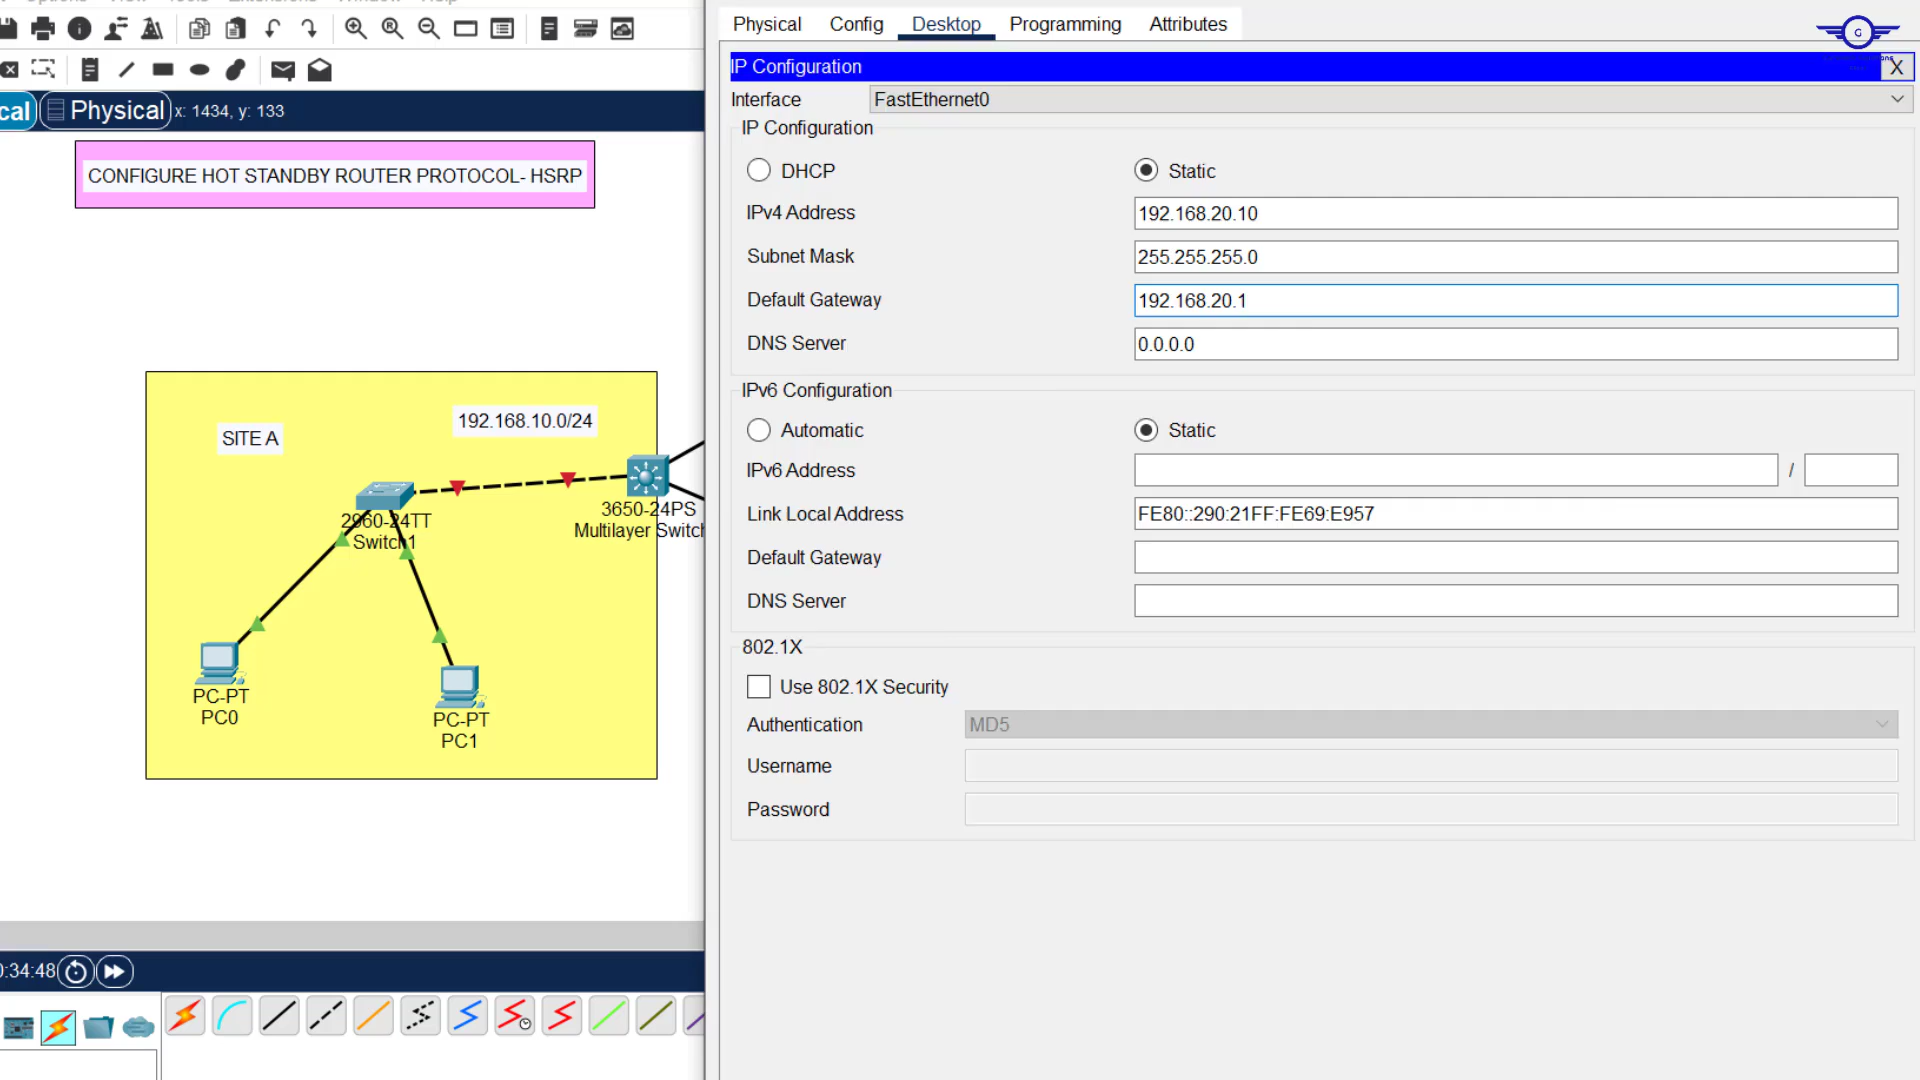 Physical
Config
Desktop
Programming
Attributes
G
IP Configuration
X
Interface
FastEthernet0
cal
Physical
x: 1434, y: 133
IP Configuration
CONFIGURE HOT STANDBY ROUTER PROTOCOL- HSRP
DHCP
Static
IPv4 Address
192.168.20.10
Subnet Mask
255.255.255.0
Default Gateway
192.168.20.1
DNS Server
0.0.0.0
IPv6 Configuration
Automatic
Static
IPv6 Address
/
Link Local Address
FE80::290:21FF:FE69:E957
Default Gateway
DNS Server
802.1X
Use 802.1X Security
Authentication
MD5
Username
Password
SITE A
192.168.10.0/24
2960-24TT
Switch1
3650-24PS
Multilayer Switch
PC-PT
PC0
PC-PT
PC1
0:34:48